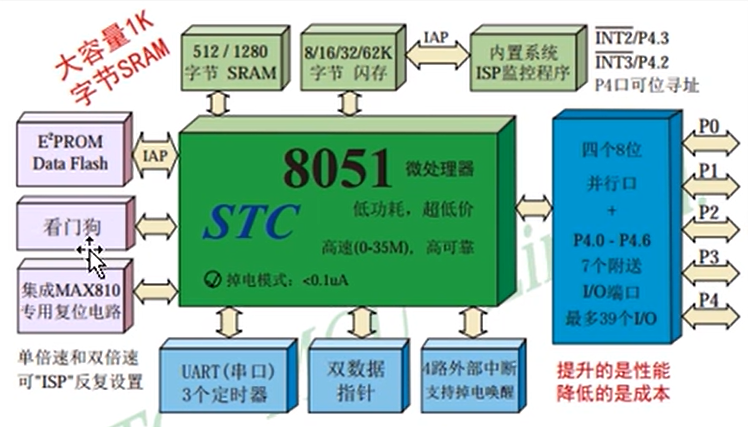 大容量1K
字节SRAM
512 / 1280
字节 SRAM
8/16/32/62K
字节 闪存
IAP
内置系统
ISP监控程序
INT2/P4.3
INT3/P4.2
P4口可位寻址
E²PROM
Data Flash
IAP
看门狗
集成MAX810
专用复位电路
单倍速和双倍速
可"ISP"反复设置
8051 微处理器
STC
低功耗，超低价
高速(0-35M)，高可靠
掉电模式：<0.1uA
四个8位
并行口
+
P4.0 - P4.6
7个附送
I/O端口
最多39个I/O
P0
P1
P2
P3
P4
UART(串口)
3个定时器
双数据
指针
4路外部中断
支持掉电唤醒
提升的是性能
降低的是成本